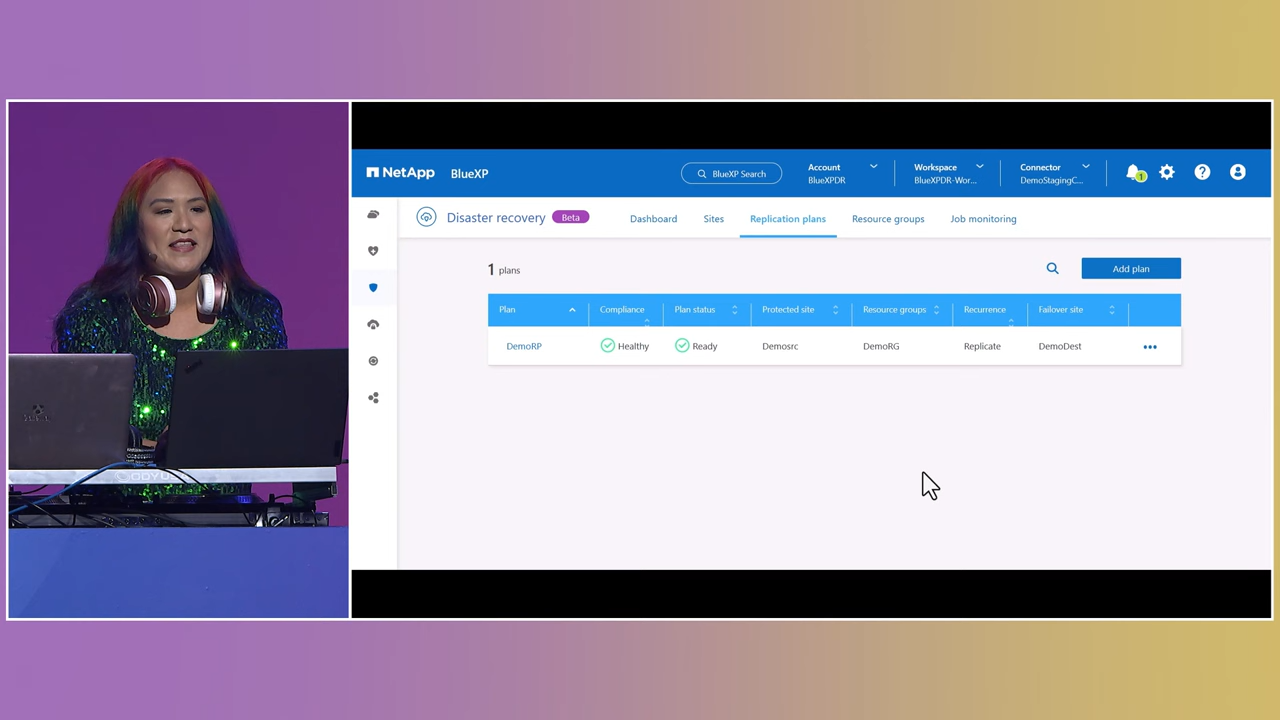 NetApp BlueXP
BlueXP Search
Account
BlueXPDR
Workspace
BlueXPDR-Wor...
Connector
DemoStagingC...
1
Disaster recovery Beta
Dashboard Sites Replication plans Resource groups Job monitoring
1 plans
Add plan
Plan Compliance Plan status Protected site Resource groups Recurrence Failover site
DemoRP Healthy Ready Demosrc DemoRG Replicate DemoDest